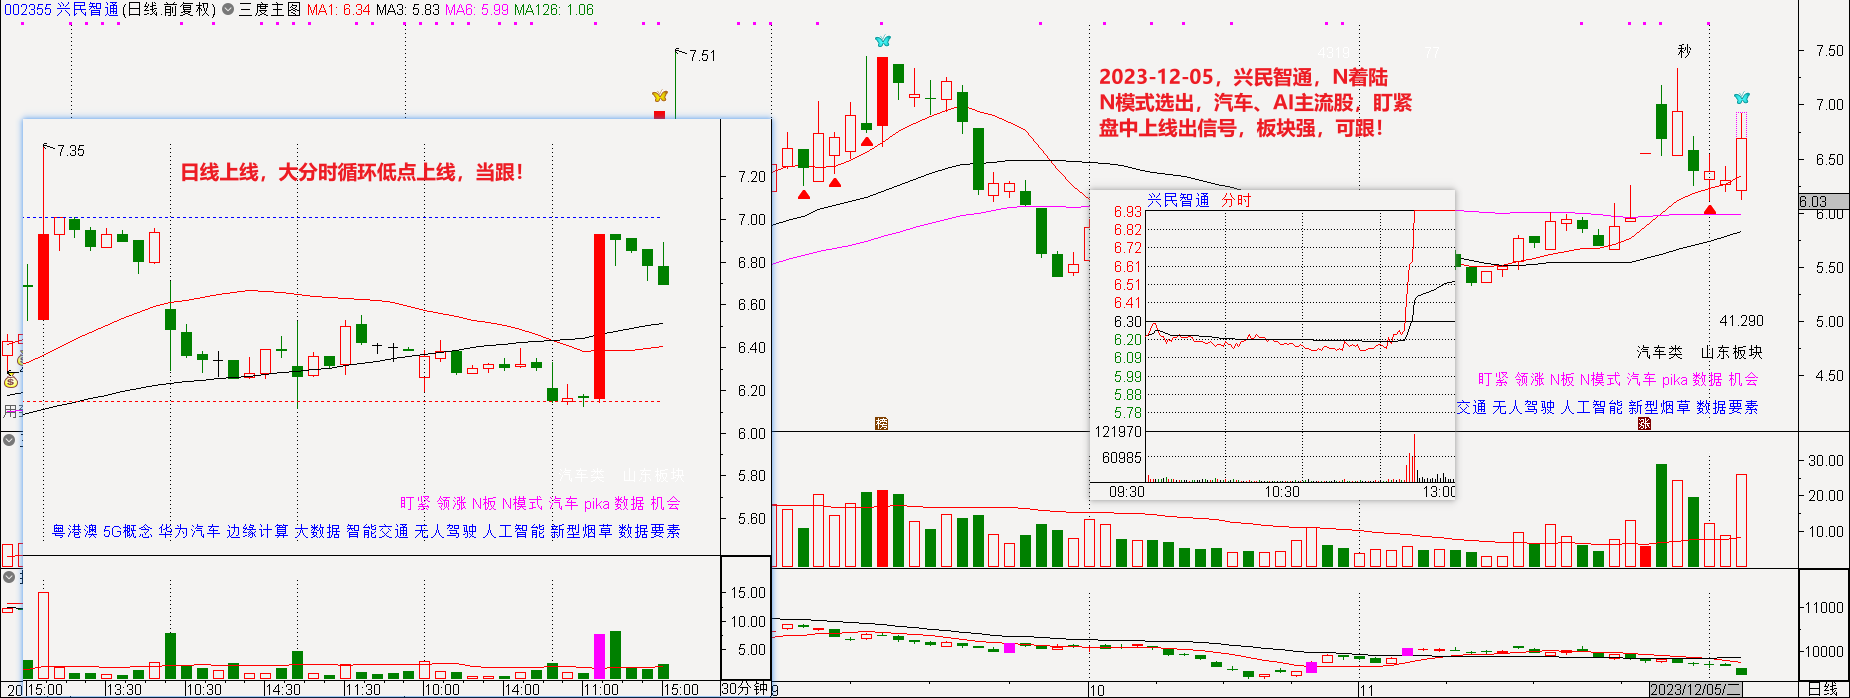 002355 兴民智通(日线.前复权) 三度主图 MA1: 6.34 MA3: 5.83 MA6: 5.99 MA126: 1.06
7.51
7.35
日线上线，大分时循环低点上线，当跟！
7.20
7.00
6.80
6.60
6.40
6.20
6.00
5.80
5.60
汽车类 山东板块
盯紧 领涨 N板 N模式 汽车 pika 数据 机会
粤港澳 5G概念 华为汽车 边缘计算 大数据 智能交通 无人驾驶 人工智能 新型烟草 数据要素
15.00
10.00
5.00
20 15:00 13:30 10:30 14:30 11:30 10:00 14:00 11:00 15:00 30分钟
用
4319 77
2023-12-05，兴民智通，N着陆
N模式选出，汽车、AI主流股，盯紧
盘中上线出信号，板块强，可跟！
秒
兴民智通 分时
6.93
6.82
6.72
6.61
6.51
6.41
6.30
6.20
6.09
5.99
5.88
5.78
121970
60985
09:30 10:30 13:00
榜
涨
41.290
汽车类 山东板块
盯紧 领涨 N板 N模式 汽车 pika 数据 机会
交通 无人驾驶 人工智能 新型烟草 数据要素
7.50
7.00
6.50
6.03
6.00
5.50
5.00
4.50
30.00
20.00
10.00
11000
10000
9 10 11 2023/12/05/二 日线